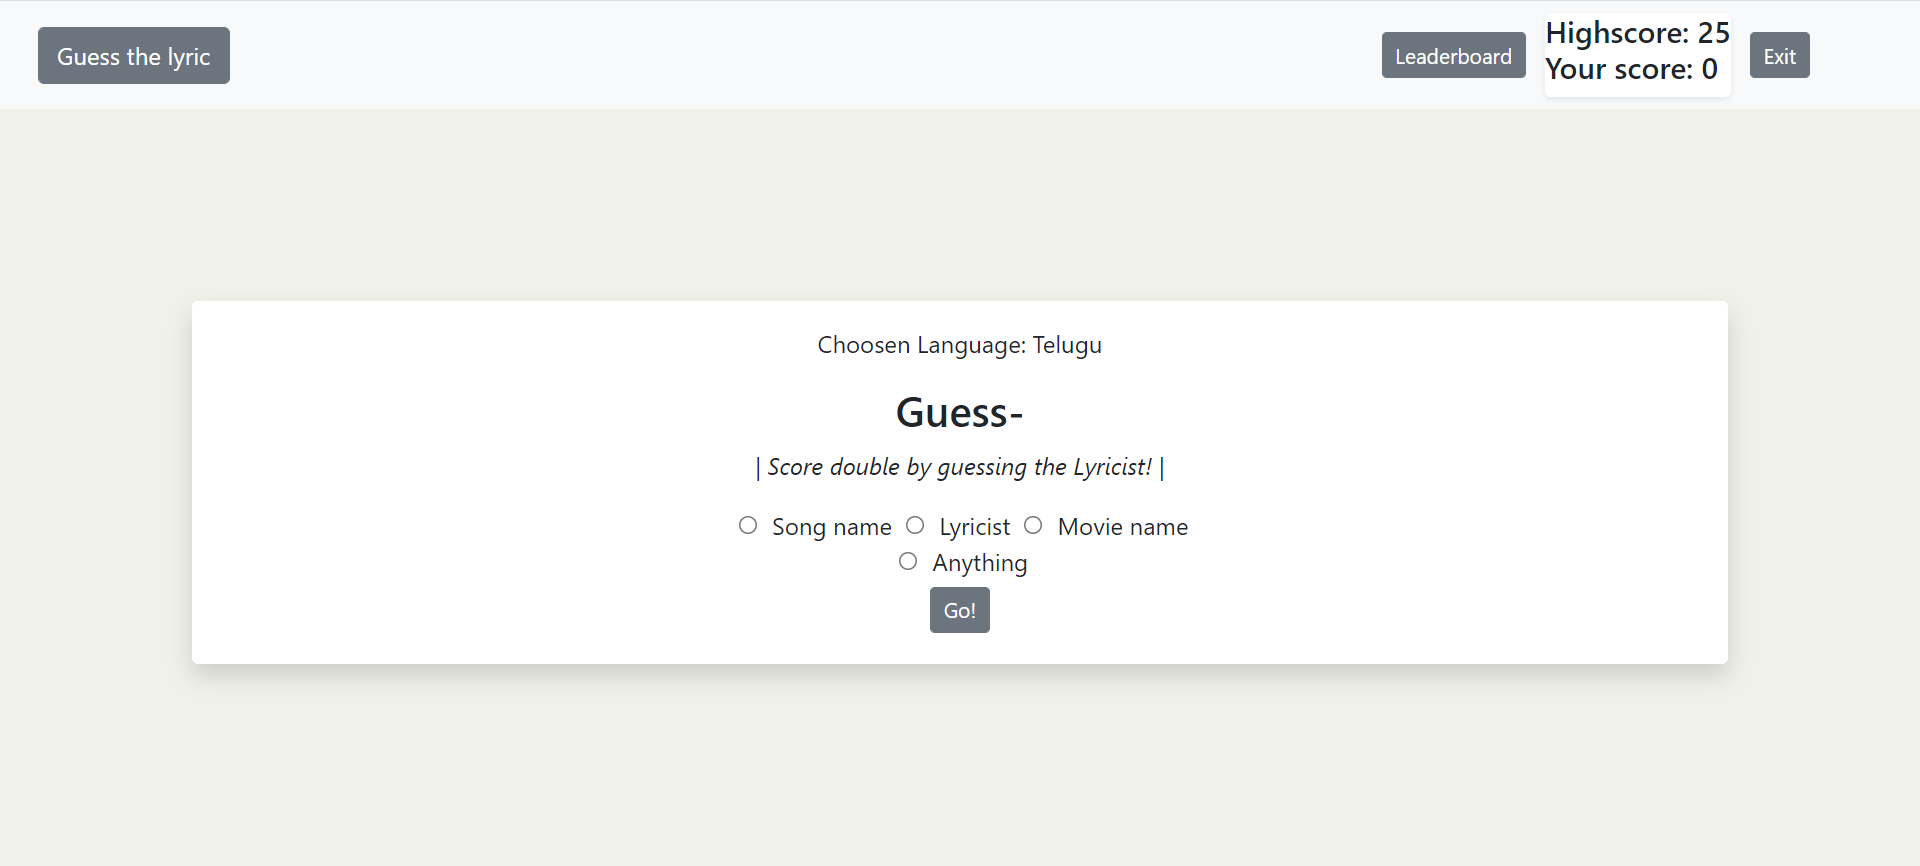 Guess the lyric
Leaderboard
Highscore: 25
Your score: 0
Exit
Choosen Language: Telugu
Guess-
| Score double by guessing the Lyricist! |
Song name Lyricist Movie name
Anything
Go!